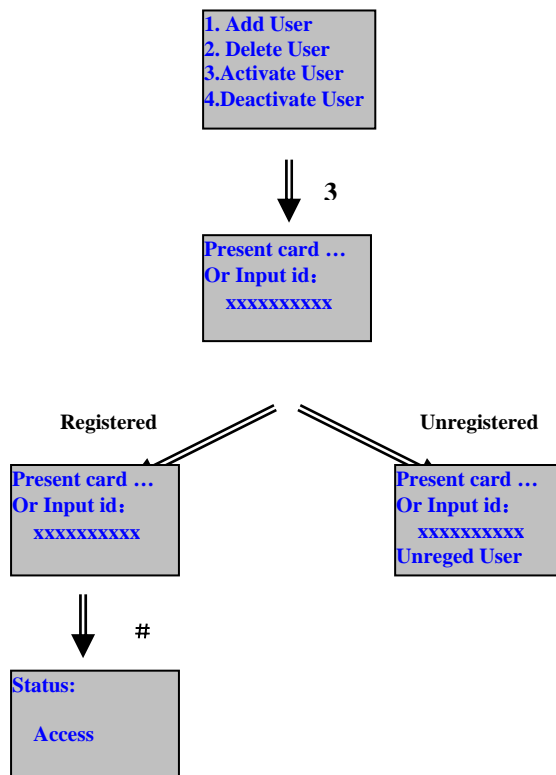 1. Add User
2. Delete User
3.Activate User
4.Deactivate User
3
Present card …
Or Input id：
xxxxxxxxxx
Registered
Unregistered
Present card …
Or Input id：
xxxxxxxxxx
Present card …
Or Input id：
xxxxxxxxxx
Unreged User
#
Status:
Access